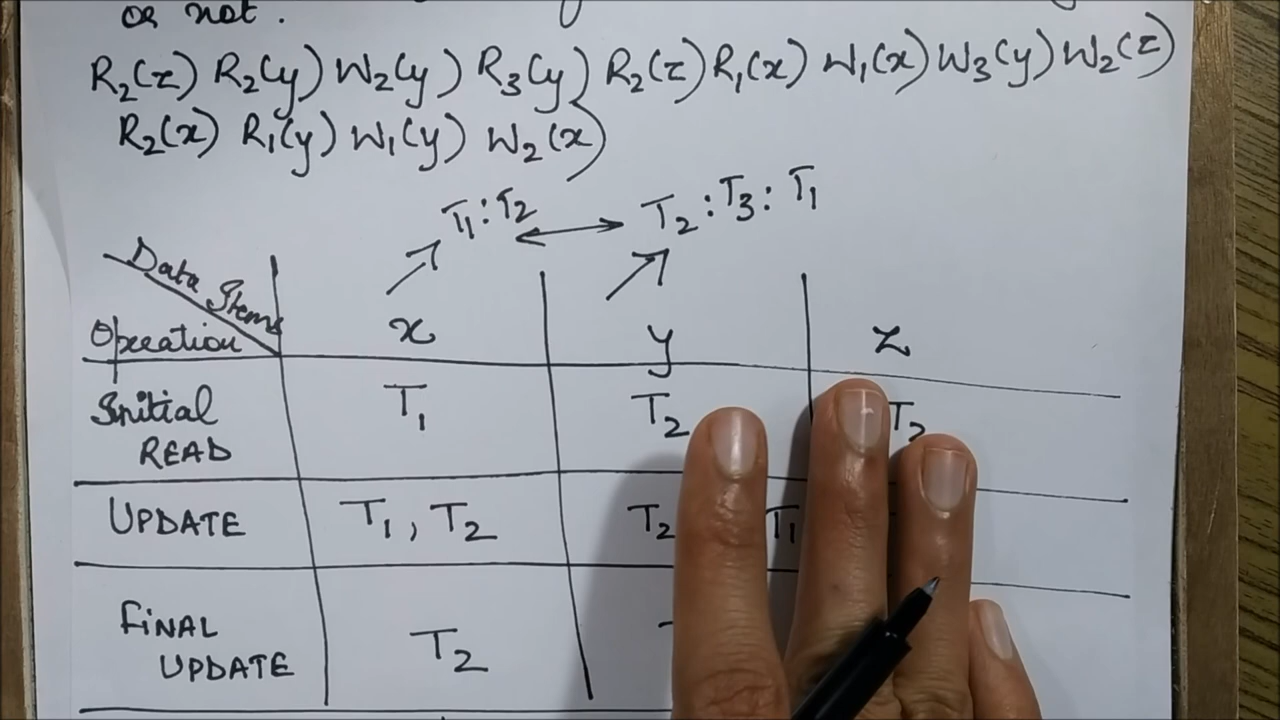 or not.
R₂(z) R₂(y) W₂(y) R₃(y) R₂(z) R₁(x) W₁(x) W₃(y) W₂(z)
R₂(x) R₁(y) W₁(y) W₂(x)
T₁:T₂ T₂:T₃:T₁
Data Items
Operation x y z
Initial READ T₁ T₂ T₂
UPDATE T₁, T₂ T₂ T₁
FINAL UPDATE T₂